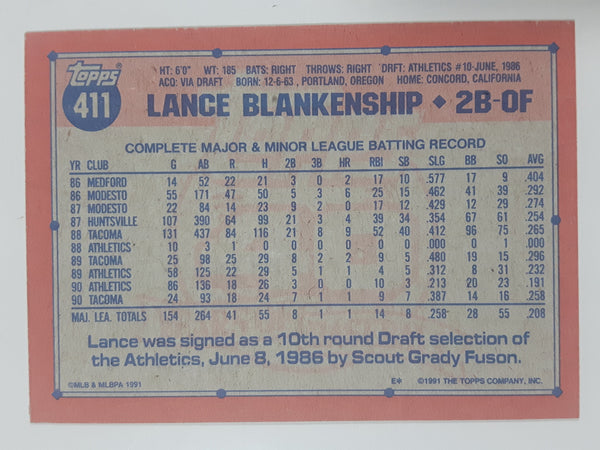 Topps®
411
HT: 6'0" WT: 185 BATS: RIGHT THROWS: RIGHT DRFT: ATHLETICS #10-JUNE, 1986
ACQ: VIA DRAFT BORN: 12-6-63, PORTLAND, OREGON HOME: CONCORD, CALIFORNIA
LANCE BLANKENSHIP ♦ 2B-OF
COMPLETE MAJOR & MINOR LEAGUE BATTING RECORD
YR CLUB G AB R H 2B 3B HR RBI SB SLG BB SO AVG
86 MEDFORD 14 52 22 21 3 0 2 17 10 .577 17 9 .404
86 MODESTO 55 171 47 50 5 3 6 25 15 .462 41 39 .292
87 MODESTO 22 84 14 23 9 2 0 17 12 .429 12 29 .274
87 HUNTSVILLE 107 390 64 99 21 3 4 39 34 .354 67 61 .254
88 TACOMA 131 437 84 116 21 8 9 52 40 .412 96 75 .265
88 ATHLETICS 10 3 1 0 0 0 0 0 0 .000 0 1 .000
89 TACOMA 25 98 25 29 8 2 2 9 5 .480 19 15 .296
89 ATHLETICS 58 125 22 29 5 1 1 4 5 .312 8 31 .232
90 ATHLETICS 86 136 18 26 3 0 0 10 3 .213 20 23 .191
90 TACOMA 24 93 18 24 7 1 1 9 7 .387 14 16 .258
MAJ. LEA. TOTALS 154 264 41 55 8 1 1 14 8 .258 28 55 .208
Lance was signed as a 10th round Draft selection of
the Athletics, June 8, 1986 by Scout Grady Fuson.
©MLB & MLBPA 1991 E* ©1991 THE TOPPS COMPANY, INC.